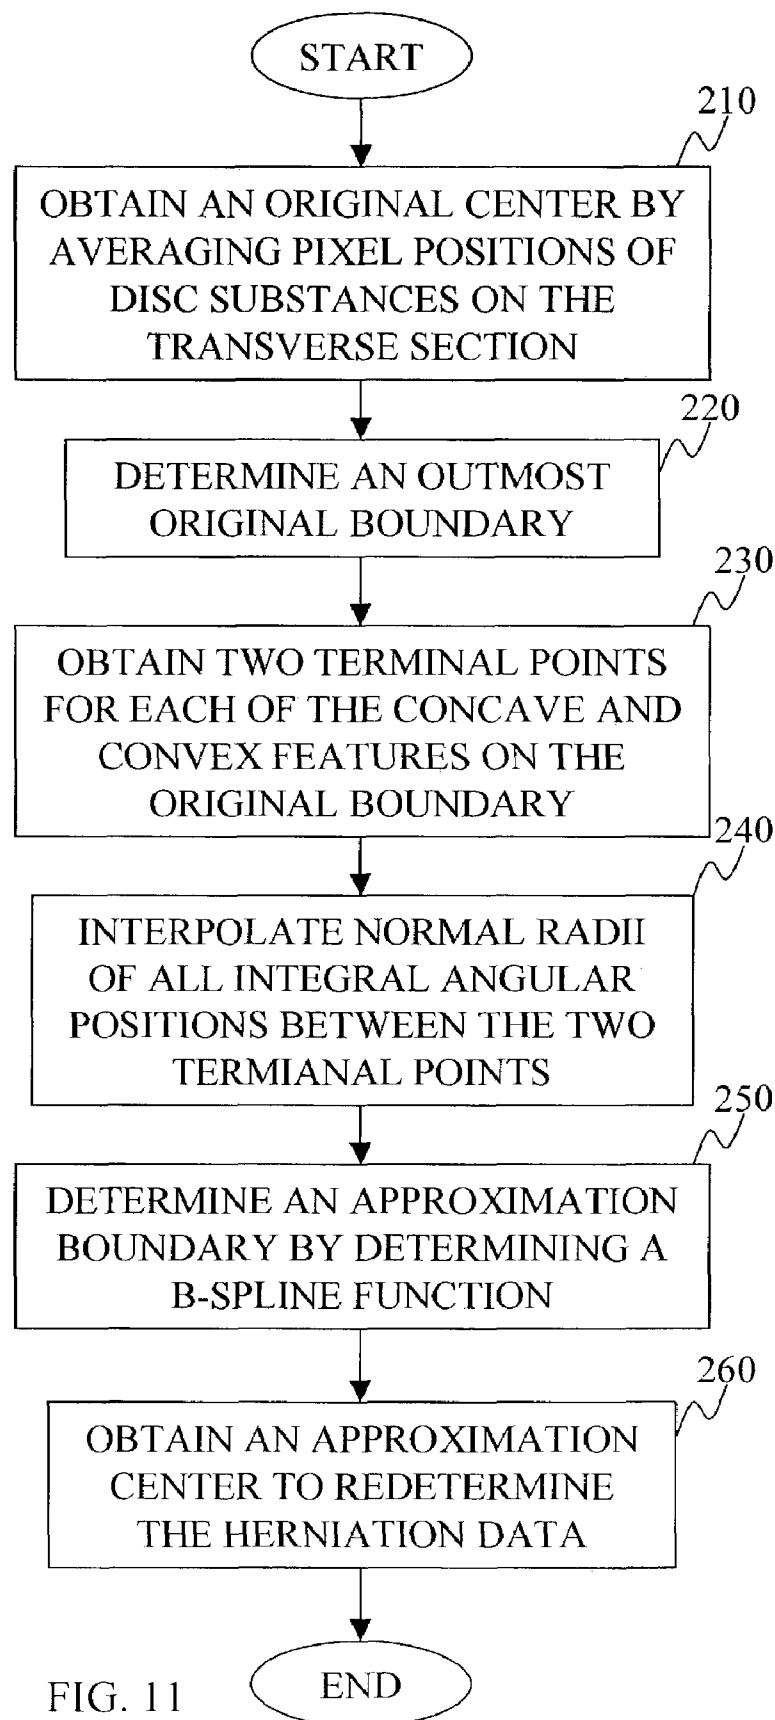 START
210
OBTAIN AN ORIGINAL CENTER BY
AVERAGING PIXEL POSITIONS OF
DISC SUBSTANCES ON THE
TRANSVERSE SECTION
220
DETERMINE AN OUTMOST
ORIGINAL BOUNDARY
230
OBTAIN TWO TERMINAL POINTS
FOR EACH OF THE CONCAVE AND
CONVEX FEATURES ON THE
ORIGINAL BOUNDARY
240
INTERPOLATE NORMAL RADII
OF ALL INTEGRAL ANGULAR
POSITIONS BETWEEN THE TWO
TERMIANAL POINTS
250
DETERMINE AN APPROXIMATION
BOUNDARY BY DETERMINING A
B-SPLINE FUNCTION
260
OBTAIN AN APPROXIMATION
CENTER TO REDETERMINE
THE HERNIATION DATA
END
FIG. 11